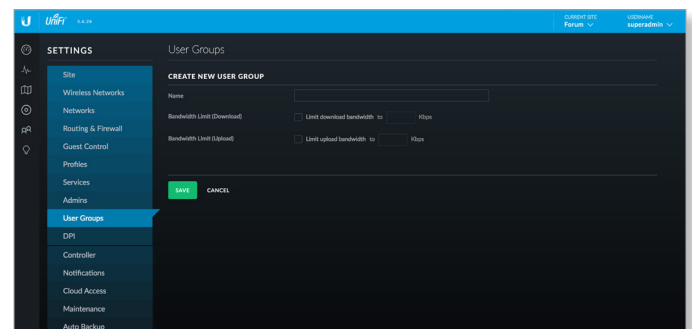 U UniFi 5.6.26
CURRENT SITE
Forum
USERNAME
superadmin
SETTINGS
Site
Wireless Networks
Networks
Routing & Firewall
Guest Control
Profiles
Services
Admins
User Groups
DPI
Controller
Notifications
Cloud Access
Maintenance
Auto Backup
User Groups
CREATE NEW USER GROUP
Name
Bandwidth Limit (Download) Limit download bandwidth to Kbps
Bandwidth Limit (Upload) Limit upload bandwidth to Kbps
SAVE CANCEL